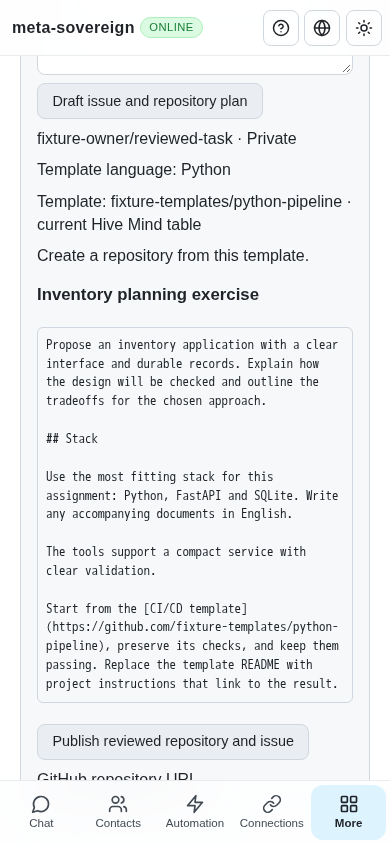 meta-sovereign ONLINE
Draft issue and repository plan
fixture-owner/reviewed-task · Private
Template language: Python
Template: fixture-templates/python-pipeline ·
current Hive Mind table
Create a repository from this template.
Inventory planning exercise
Propose an inventory application with a clear
interface and durable records. Explain how
the design will be checked and outline the
tradeoffs for the chosen approach.
## Stack
Use the most fitting stack for this
assignment: Python, FastAPI and SQLite. Write
any accompanying documents in English.
The tools support a compact service with
clear validation.
Start from the [CI/CD template]
(https://github.com/fixture-templates/python-
pipeline), preserve its checks, and keep them
passing. Replace the template README with
project instructions that link to the result.
Publish reviewed repository and issue
GitHub repository URL
Chat Contacts Automation Connections More